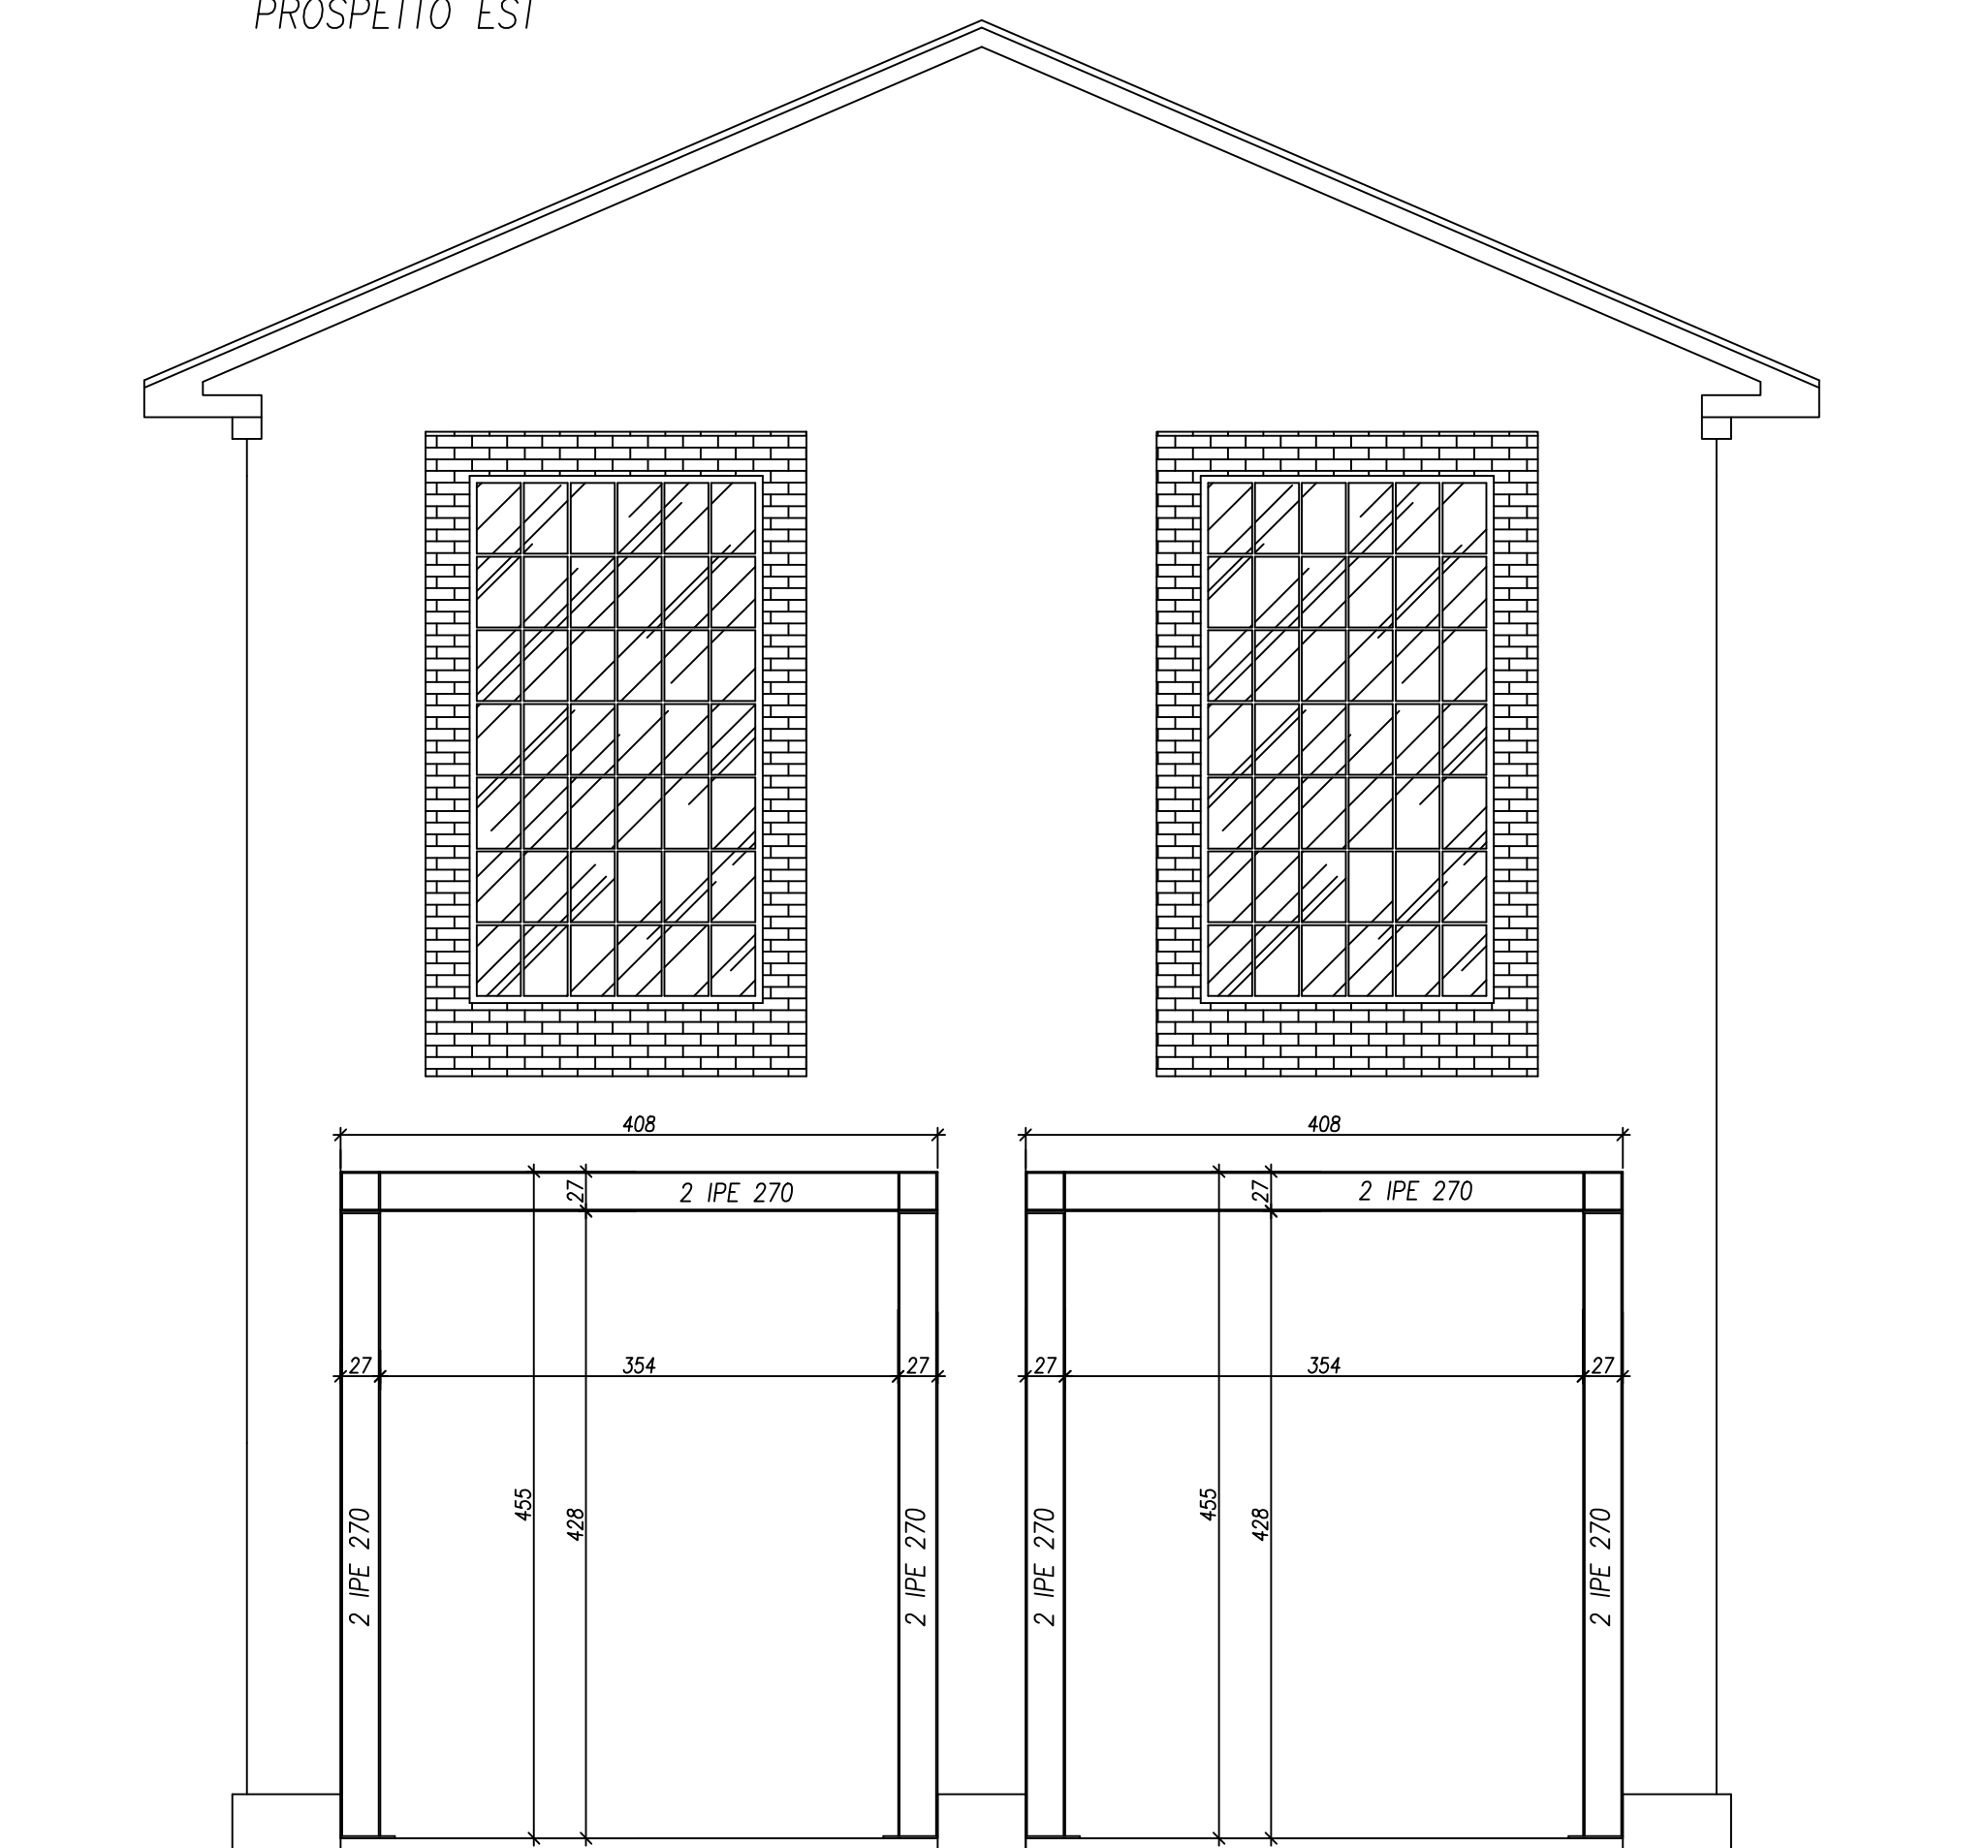 PROSPETTO EST
408 408
27 2 IPE 270 27 2 IPE 270
27 354 27 27 354 27
455 428 455 428
2 IPE 270 2 IPE 270 2 IPE 270 2 IPE 270